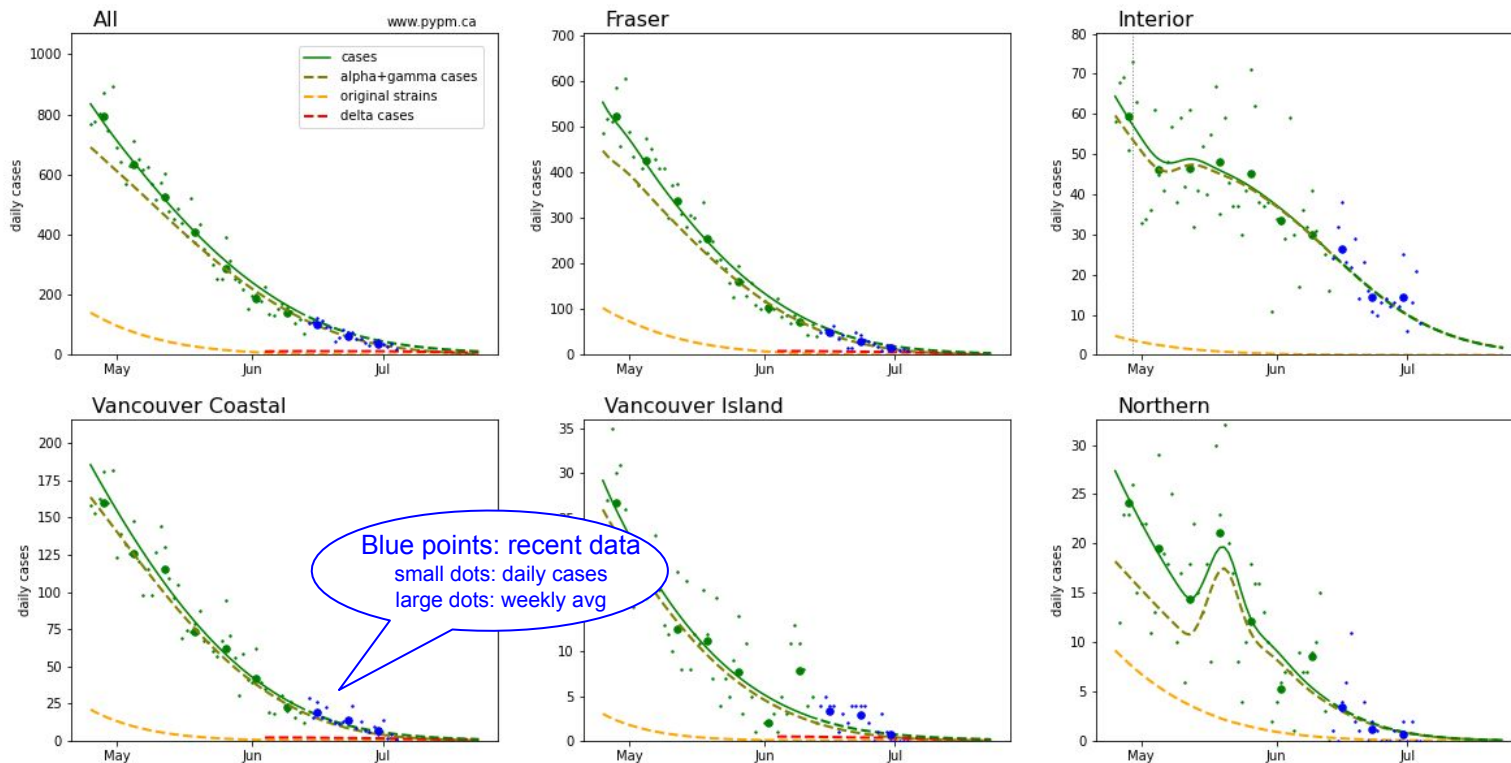 All
www.pypm.ca
daily cases
1000
800
600
400
200
0
May
Jun
Jul
cases
alpha+gamma cases
original strains
delta cases
Fraser
daily cases
700
600
500
400
300
200
100
0
May
Jun
Jul
Interior
daily cases
80
70
60
50
40
30
20
10
0
May
Jun
Jul
Vancouver Coastal
daily cases
200
175
150
125
100
75
50
25
0
May
Jun
Jul
Blue points: recent data
small dots: daily cases
large dots: weekly avg
Vancouver Island
35
30
25
5
0
May
Jun
Jul
Northern
daily cases
30
25
20
15
10
5
0
May
Jun
Jul